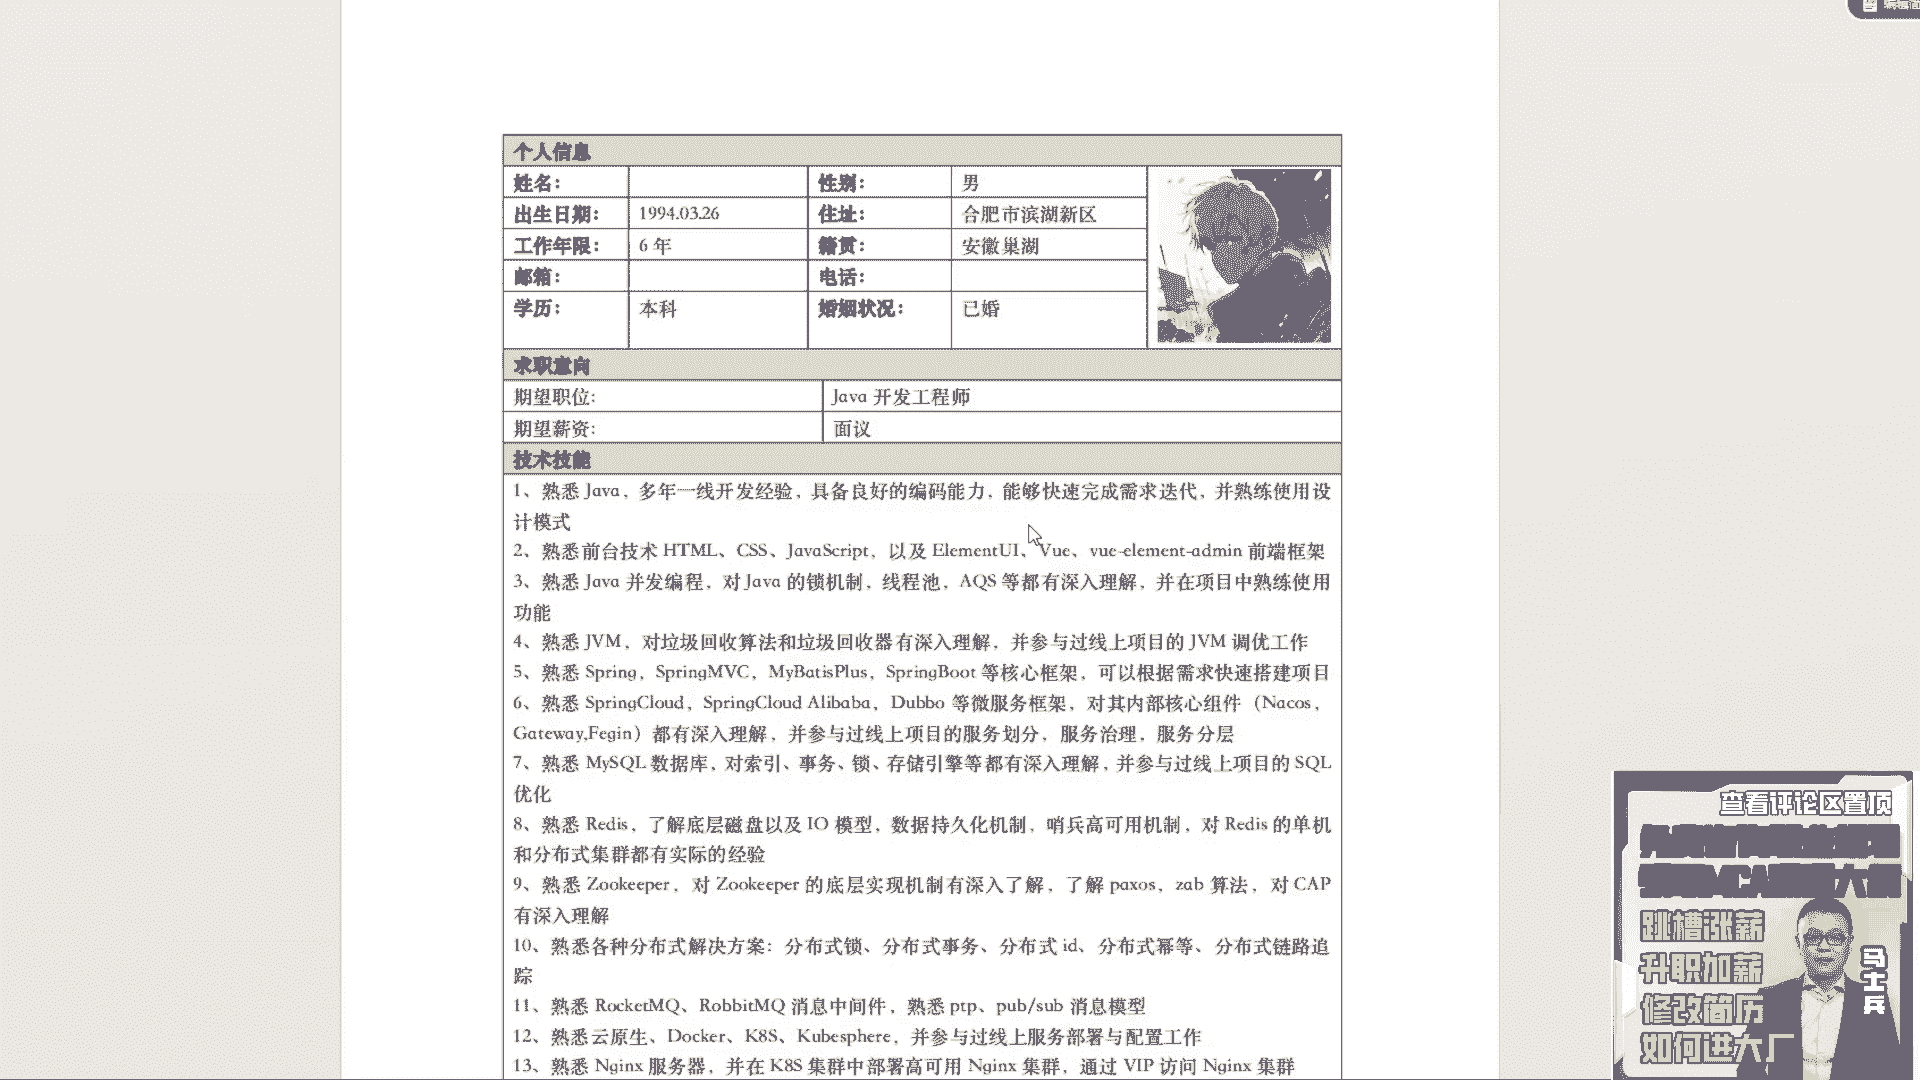 个人信息
姓名： 性别： 男
出生日期： 1994.03.26 住址： 合肥市滨湖新区
工作年限： 6 年 籍贯： 安徽巢湖
邮箱： 电话：
学历： 本科 婚姻状况： 已婚
求职意向
期望职位: Java 开发工程师
期望薪资: 面议
技术技能
1、熟悉 Java，多年一线开发经验，具备良好的编码能力，能够快速完成需求迭代，并熟练使用设
计模式
2、熟悉前台技术 HTML、CSS、JavaScript，以及 ElementUI、Vue、vue-element-admin 前端框架
3、熟悉 Java 并发编程，对 Java 的锁机制，线程池，AQS 等都有深入理解，并在项目中熟练使用
功能
4、熟悉 JVM，对垃圾回收算法和垃圾回收器有深入理解，并参与过线上项目的 JVM 调优工作
5、熟悉 Spring，SpringMVC，MyBatisPlus，SpringBoot 等核心框架，可以根据需求快速搭建项目
6、熟悉 SpringCloud，SpringCloud Alibaba，Dubbo 等微服务框架，对其内部核心组件（Nacos，
Gateway,Fegin）都有深入理解，并参与过线上项目的服务划分，服务治理，服务分层
7、熟悉 MySQL 数据库，对索引、事务、锁、存储引擎等都有深入理解，并参与过线上项目的 SQL
优化
8、熟悉 Redis，了解底层磁盘以及 IO 模型，数据持久化机制，哨兵高可用机制，对 Redis 的单机
和分布式集群都有实际的经验
9、熟悉 Zookeeper，对 Zookeeper 的底层实现机制有深入了解，了解 paxos，zab 算法，对 CAP
有深入理解
10、熟悉各种分布式解决方案：分布式锁、分布式事务、分布式 id、分布式幂等、分布式链路追
踪
11、熟悉 RocketMQ、RobbitMQ 消息中间件，熟悉 ptp、pub/sub 消息模型
12、熟悉云原生、Docker、K8S、Kubesphere，并参与过线上服务部署与配置工作
13、熟悉 Nginx 服务器，并在 K8S 集群中部署高可用 Nginx 集群，通过 VIP 访问 Nginx 集群
查看评论区置顶
跳槽涨薪
升职加薪
修改简历
如何进大厂
马士兵